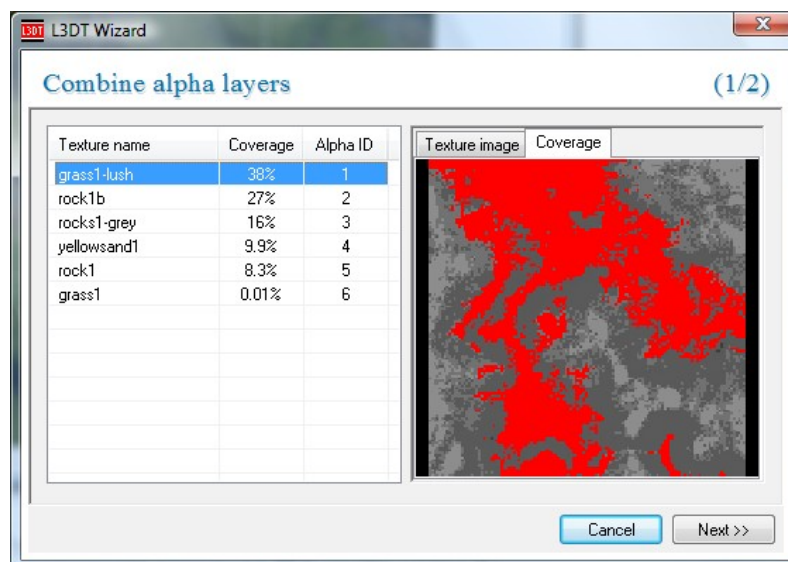 L3DT L3DT Wizard
Combine alpha layers (1/2)
Texture name Coverage Alpha ID
grass1-lush 38% 1
rock1b 27% 2
rocks1-grey 16% 3
yellowsand1 9.9% 4
rock1 8.3% 5
grass1 0.01% 6
Texture image Coverage
Cancel Next >>